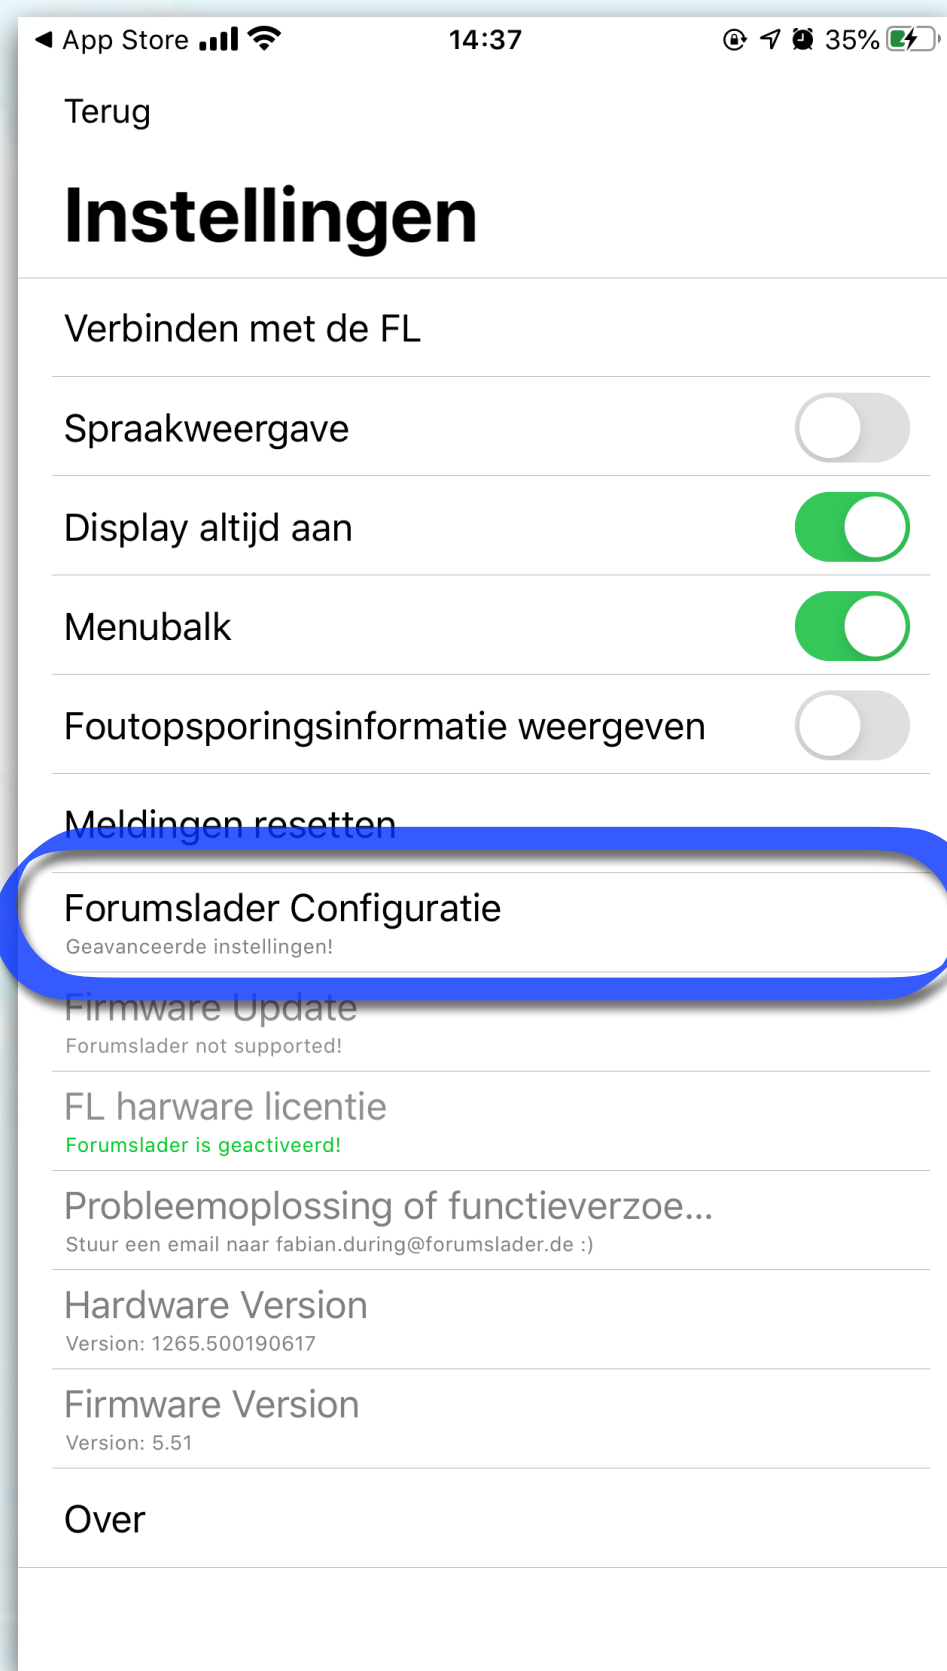 ◀ App Store 14:37 35%
Terug
Instellingen
Verbinden met de FL
Spraakweergave
Display altijd aan
Menubalk
Foutopsporingsinformatie weergeven
Meldingen resetten
Forumslader Configuratie
Geavanceerde instellingen!
Firmware Update
Forumslader not supported!
FL harware licentie
Forumslader is geactiveerd!
Probleemoplossing of functieverzoe...
Stuur een email naar fabian.during@forumslader.de :)
Hardware Version
Version: 1265.500190617
Firmware Version
Version: 5.51
Over